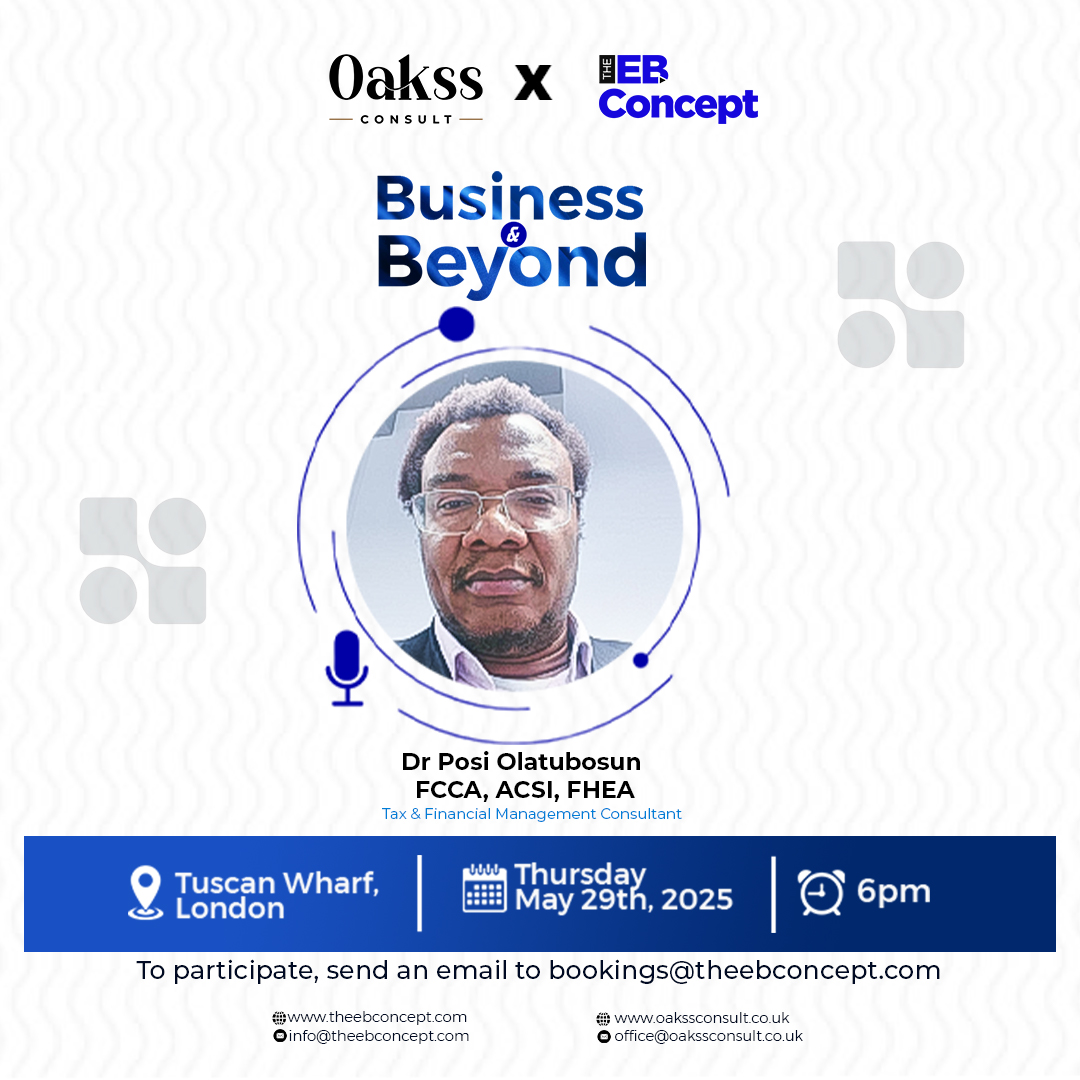 Oakss X THE EB
CONSULT Concept
Business
&
Beyond
Dr Posi Olatubosun
FCCA, ACSI, FHEA
Tax & Financial Management Consultant
Tuscan Wharf,
London
Thursday
May 29th, 2025
6pm
To participate, send an email to bookings@theebconcept.com
www.theebconcept.com
info@theebconcept.com
www.oakssconsult.co.uk
office@oakssconsult.co.uk